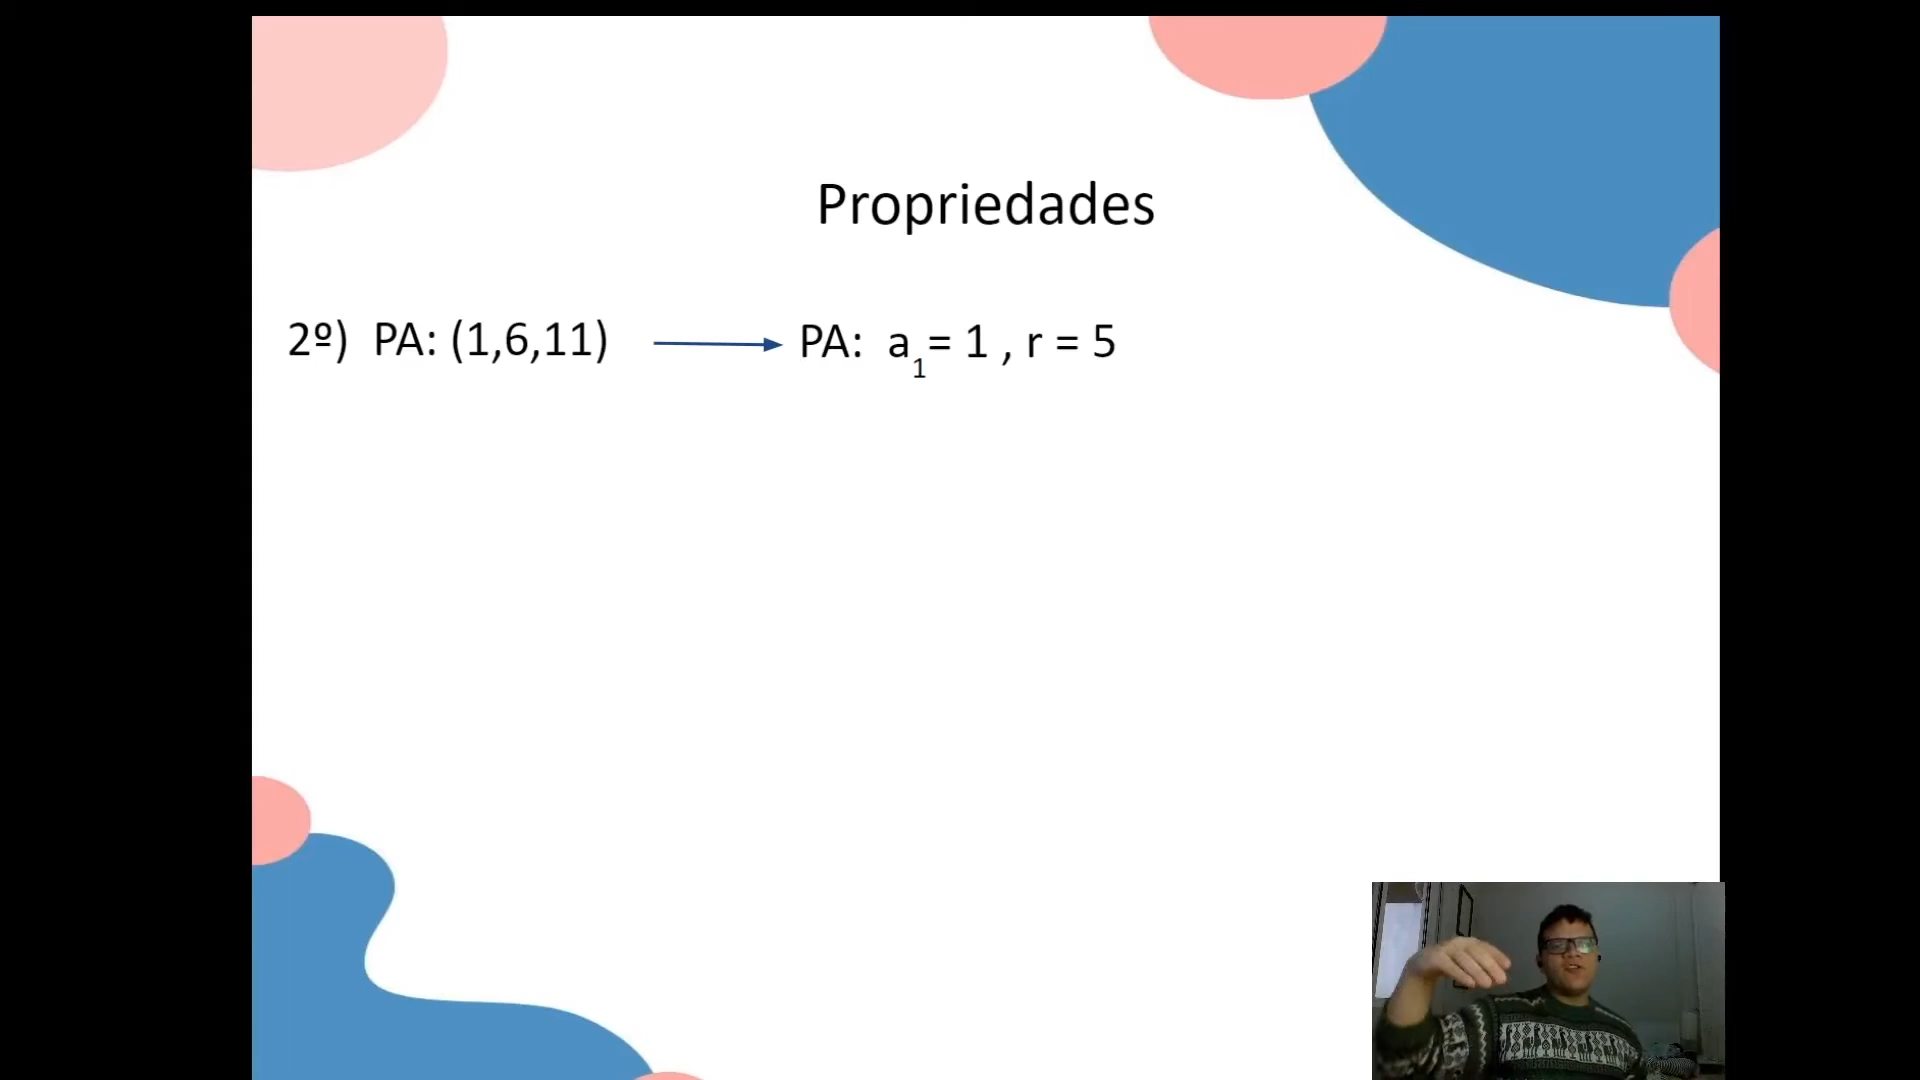 Propriedades
2º) PA: (1,6,11) PA: a₁= 1 , r = 5